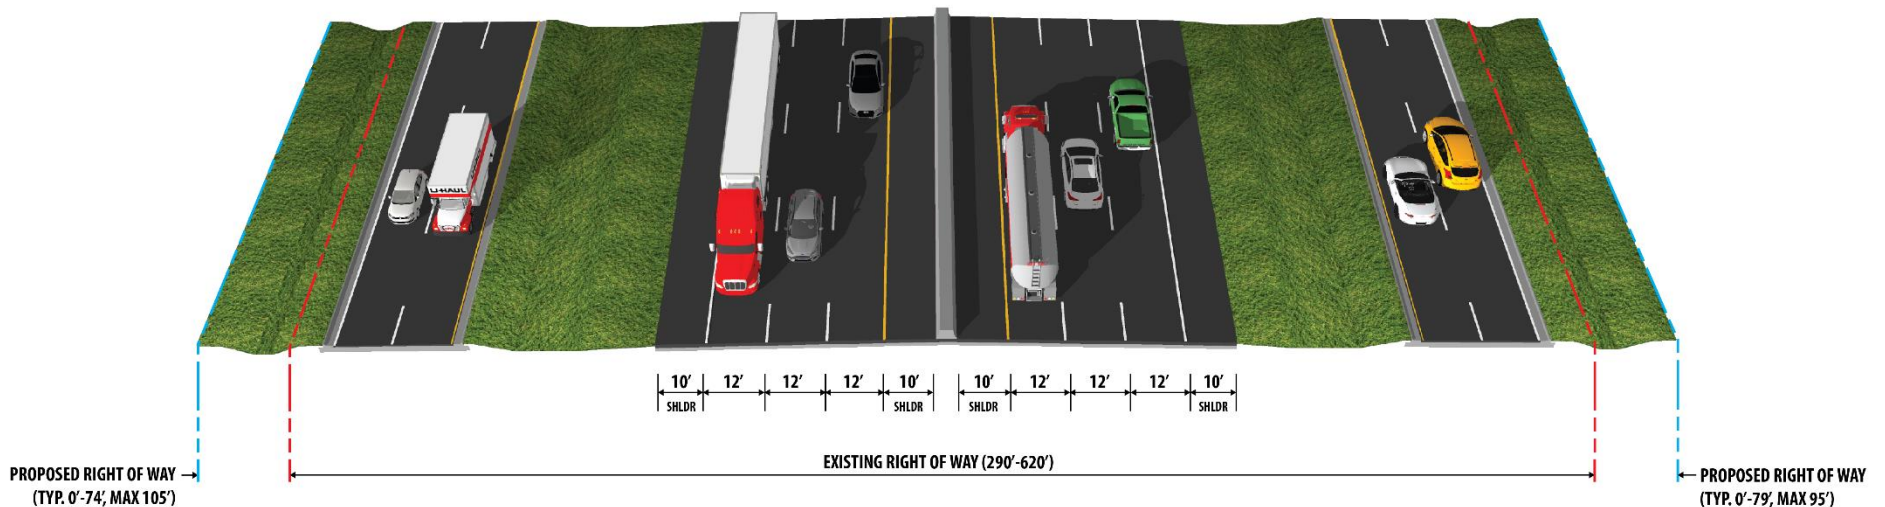 U-HAUL
10' 12' 12' 12' 10' 10' 12' 12' 12' 10'
SHLDR SHLDR SHLDR SHLDR
EXISTING RIGHT OF WAY (290'-620')
PROPOSED RIGHT OF WAY
(TYP. 0'-74', MAX 105')
PROPOSED RIGHT OF WAY
(TYP. 0'-79', MAX 95')